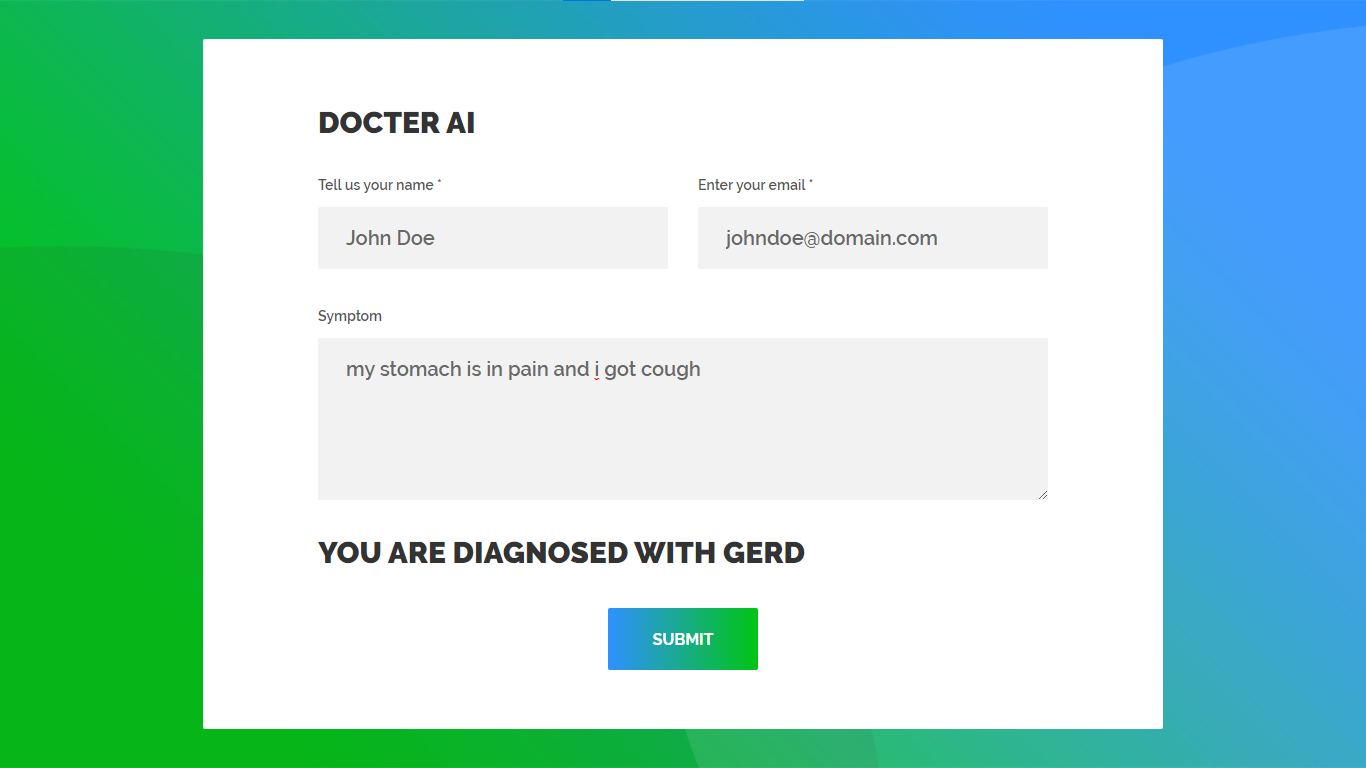 DOCTER AI
Tell us your name * Enter your email *
John Doe johndoe@domain.com
Symptom
my stomach is in pain and i got cough
YOU ARE DIAGNOSED WITH GERD
SUBMIT